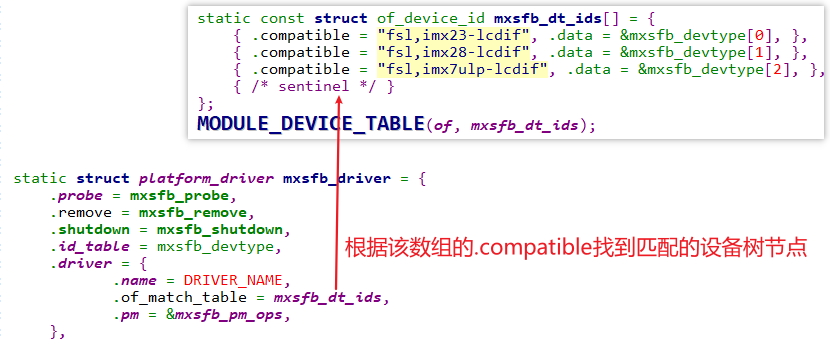 static const struct of_device_id mxsfb_dt_ids[] = {
{ .compatible = "fsl,imx23-lcdif", .data = &mxsfb_devtype[0], },
{ .compatible = "fsl,imx28-lcdif", .data = &mxsfb_devtype[1], },
{ .compatible = "fsl,imx7ulp-lcdif", .data = &mxsfb_devtype[2], },
{ /* sentinel */ }
};
MODULE_DEVICE_TABLE(of, mxsfb_dt_ids);
static struct platform_driver mxsfb_driver = {
.probe = mxsfb_probe,
.remove = mxsfb_remove,
.shutdown = mxsfb_shutdown,
.id_table = mxsfb_devtype,
.driver = {
.name = DRIVER_NAME,
.of_match_table = mxsfb_dt_ids,
.pm = &mxsfb_pm_ops,
},
根据该数组的.compatible找到匹配的设备树节点